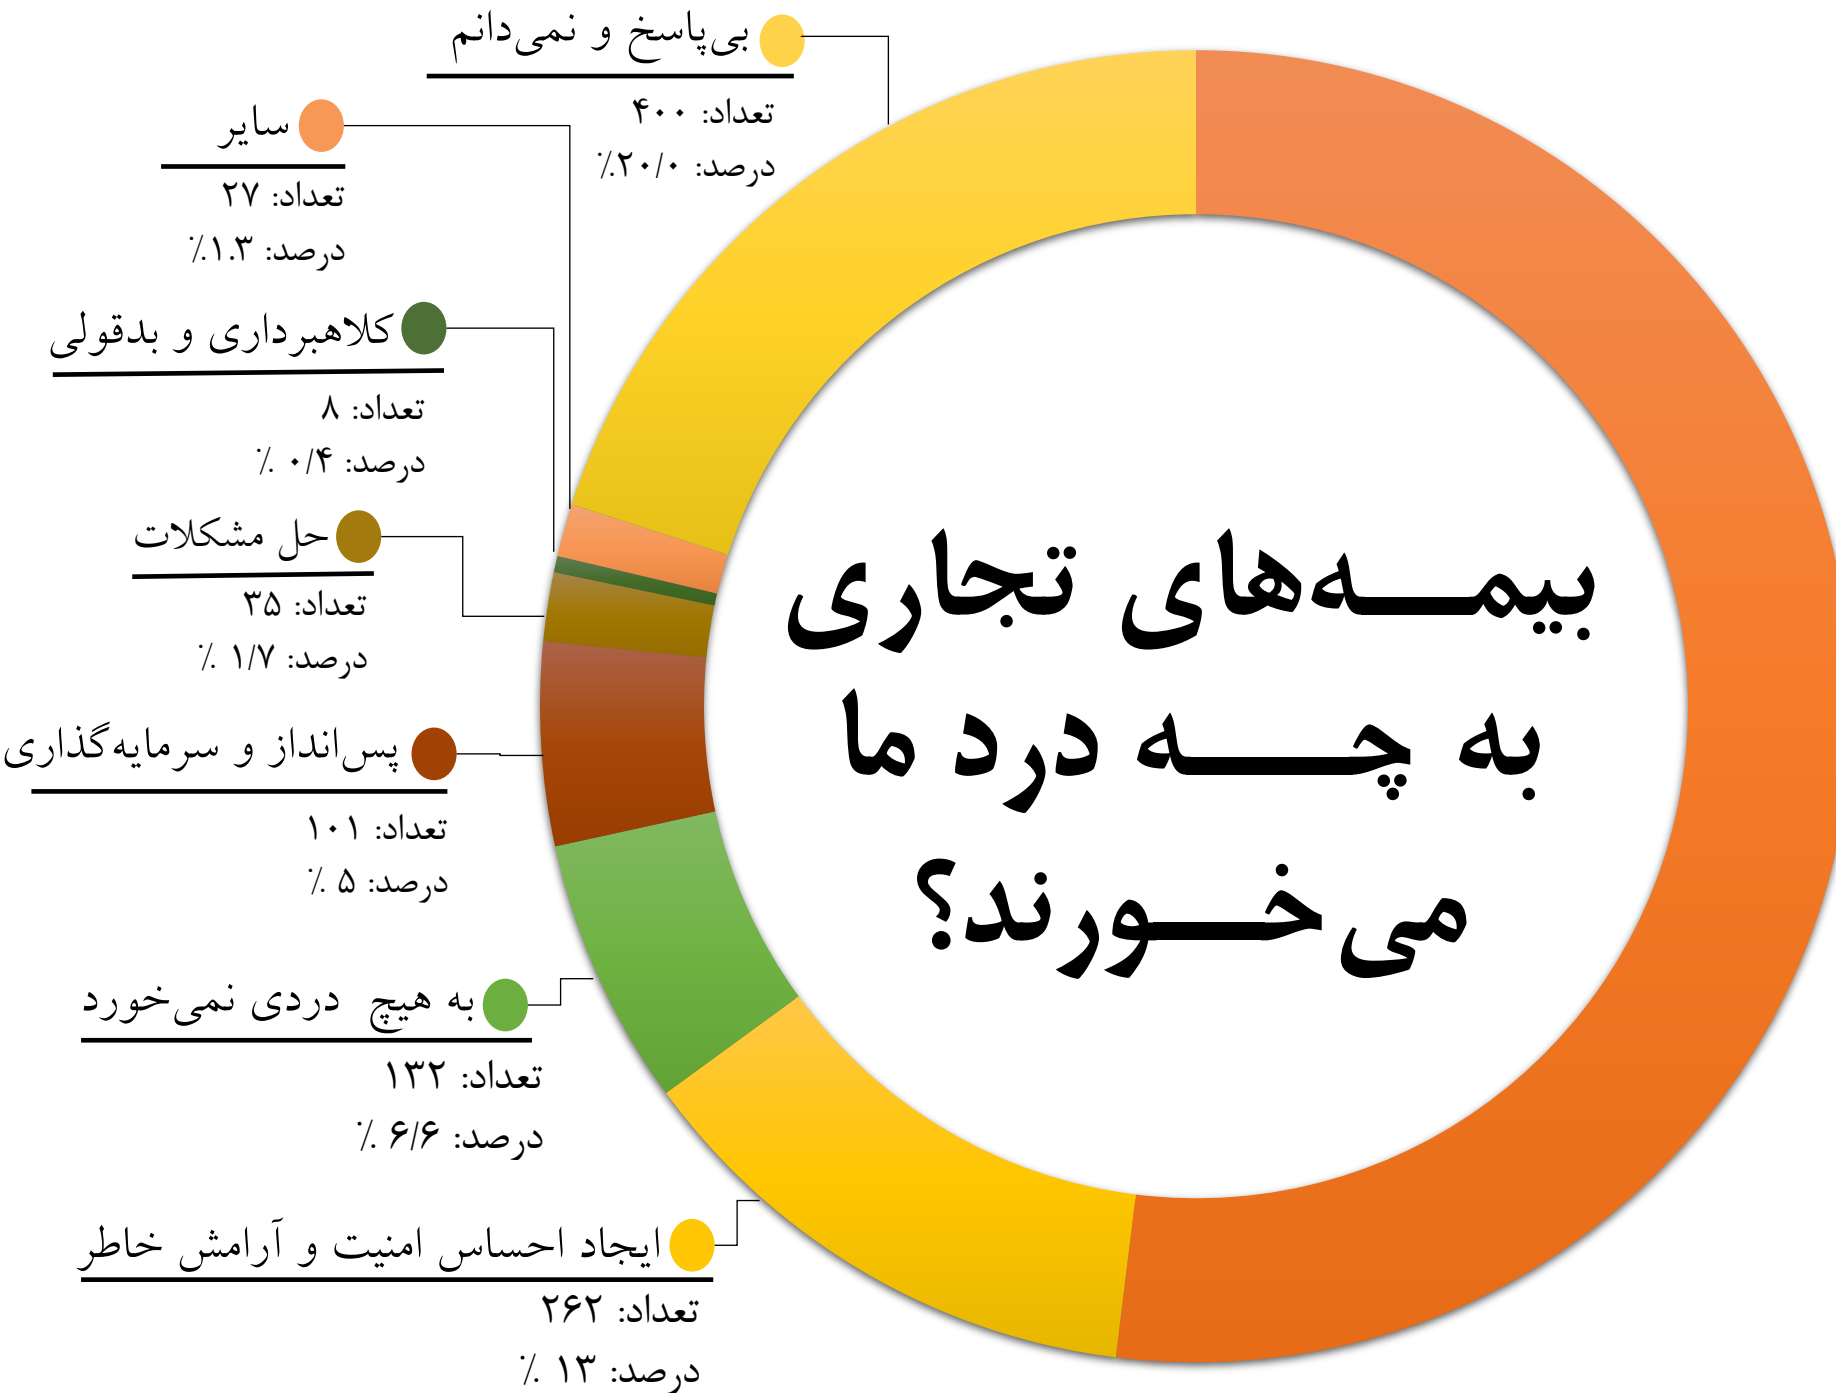 بی‌پاسخ و نمی‌دانم
تعداد: ۴۰۰
درصد: ۲۰/۰٪
سایر
تعداد: ۲۷
درصد: ۱.۳٪
کلاهبرداری و بدقولی
تعداد: ۸
درصد: ۰/۴ ٪
حل مشکلات
تعداد: ۳۵
درصد: ۱/۷ ٪
پس‌انداز و سرمایه‌گذاری
تعداد: ۱۰۱
درصد: ۵ ٪
به هیچ دردی نمی‌خورد
تعداد: ۱۳۲
درصد: ۶/۶ ٪
ایجاد احساس امنیت و آرامش خاطر
تعداد: ۲۶۲
درصد: ۱۳ ٪
بیمـــه‌های تجاری
به چـــه درد ما
می‌خـــورند؟